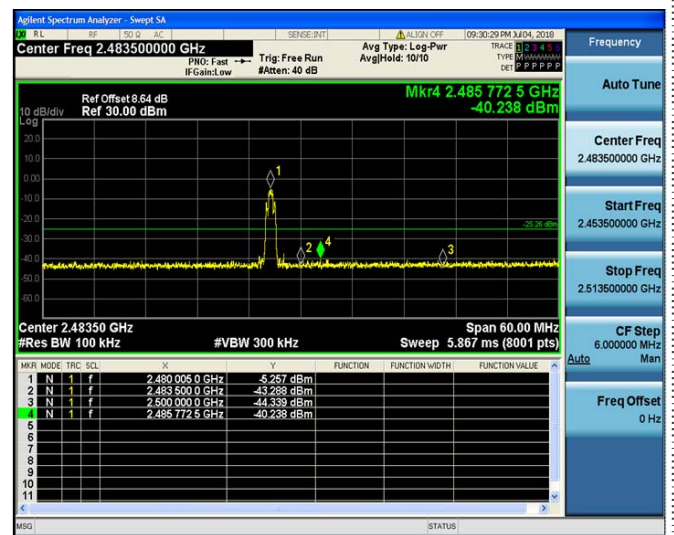 Agilent Spectrum Analyzer - Swept SA
RL RF 50 Ω AC SENSE:INT ALIGN OFF 09:30:29 PM Jul 04, 2018
Center Freq 2.483500000 GHz
PNO: Fast
IFGain:Low
Trig: Free Run
#Atten: 40 dB
Avg Type: Log-Pwr
Avg|Hold: 10/10
TRACE 1 2 3 4 5 6
TYPE M
DET P P P P P P
Ref Offset 8.64 dB
10 dB/div Ref 30.00 dBm
Log
Mkr4 2.485 772 5 GHz
-40.238 dBm
20.0
10.0
0.00
-10.0
-20.0
-30.0
-40.0
-50.0
-60.0
1
2
4
3
-25.26 dBm
Center 2.48350 GHz Span 60.00 MHz
#Res BW 100 kHz #VBW 300 kHz Sweep 5.867 ms (8001 pts)
MKR MODE TRC SCL X Y FUNCTION FUNCTION WIDTH FUNCTION VALUE
1 N 1 f 2.480 005 0 GHz -5.257 dBm
2 N 1 f 2.483 500 0 GHz -43.288 dBm
3 N 1 f 2.500 000 0 GHz -44.339 dBm
4 N 1 f 2.485 772 5 GHz -40.238 dBm
5
6
7
8
9
10
11
MSG STATUS
Frequency
Auto Tune
Center Freq
2.483500000 GHz
Start Freq
2.453500000 GHz
Stop Freq
2.513500000 GHz
CF Step
6.000000 MHz
Auto Man
Freq Offset
0 Hz